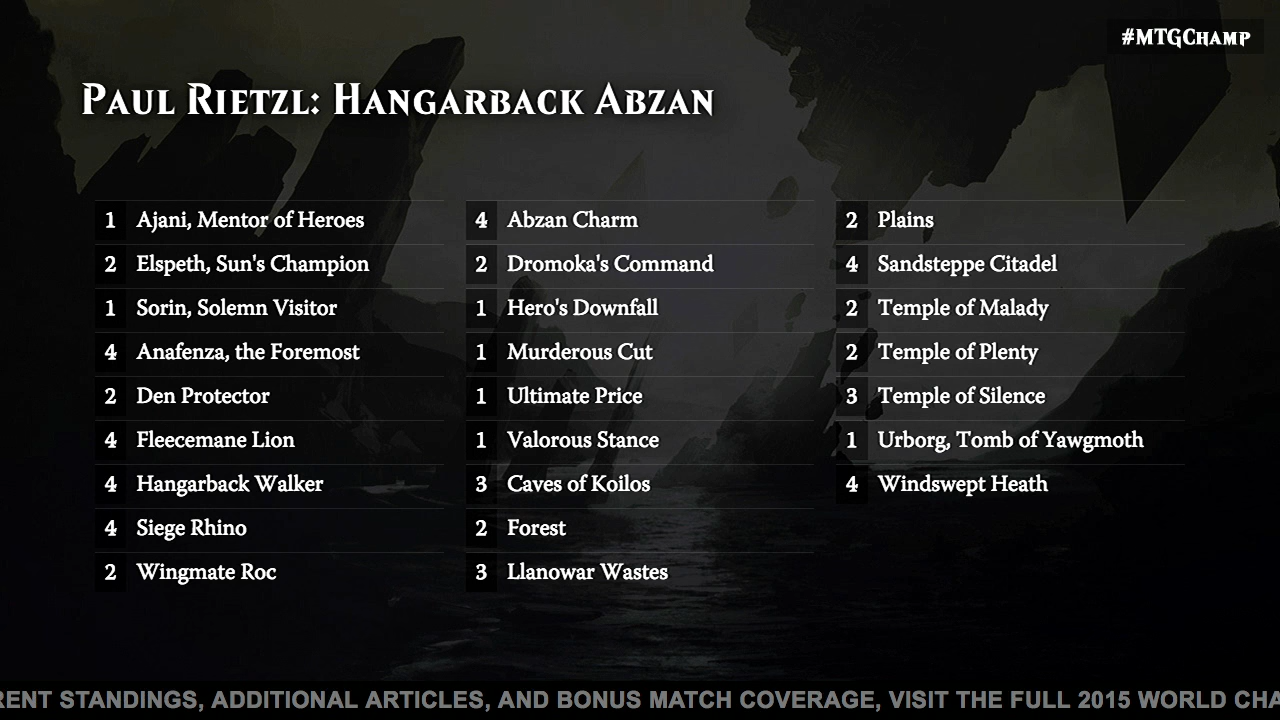 #MTGChamp
Paul Rietzl: Hangarback Abzan
1 Ajani, Mentor of Heroes
2 Elspeth, Sun's Champion
1 Sorin, Solemn Visitor
4 Anafenza, the Foremost
2 Den Protector
4 Fleecemane Lion
4 Hangarback Walker
4 Siege Rhino
2 Wingmate Roc
4 Abzan Charm
2 Dromoka's Command
1 Hero's Downfall
1 Murderous Cut
1 Ultimate Price
1 Valorous Stance
3 Caves of Koilos
2 Forest
3 Llanowar Wastes
2 Plains
4 Sandsteppe Citadel
2 Temple of Malady
2 Temple of Plenty
3 Temple of Silence
1 Urborg, Tomb of Yawgmoth
4 Windswept Heath
RENT STANDINGS, ADDITIONAL ARTICLES, AND BONUS MATCH COVERAGE, VISIT THE FULL 2015 WORLD CHA